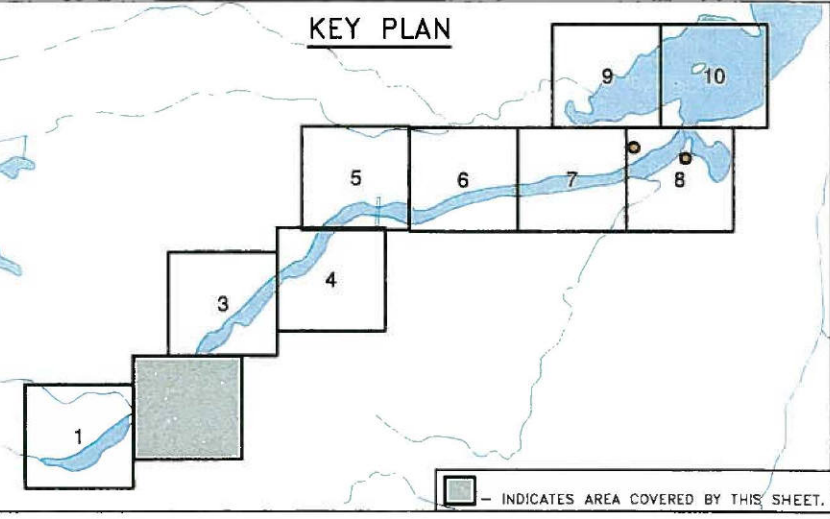 KEY PLAN
9 10
5 6 7 8
3 4
1
– INDICATES AREA COVERED BY THIS SHEET.